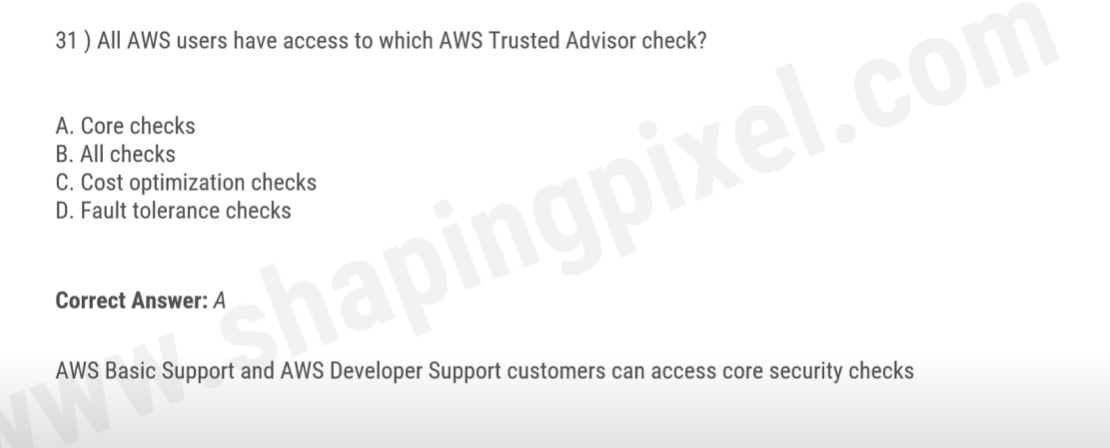 31 ) All AWS users have access to which AWS Trusted Advisor check?
A. Core checks
B. All checks
C. Cost optimization checks
D. Fault tolerance checks
Correct Answer: A
AWS Basic Support and AWS Developer Support customers can access core security checks
www.shapingpixel.com